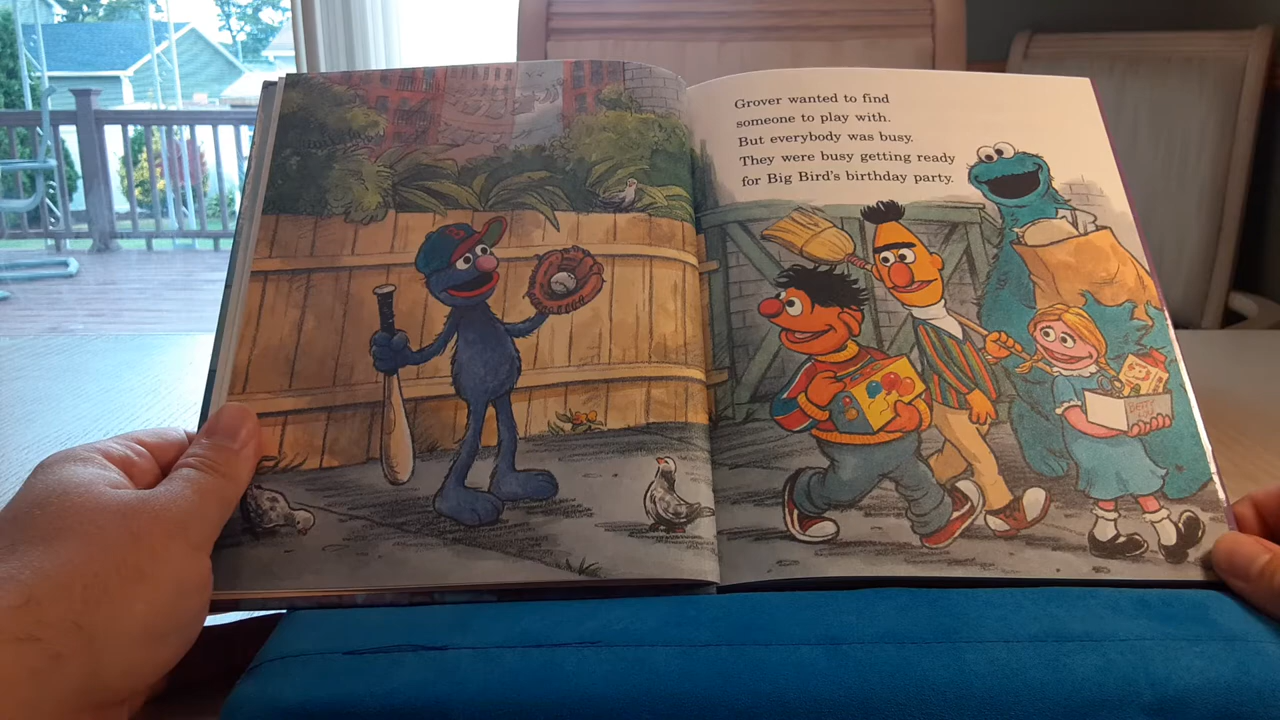 Grover wanted to find
someone to play with.
But everybody was busy.
They were busy getting ready
for Big Bird's birthday party.